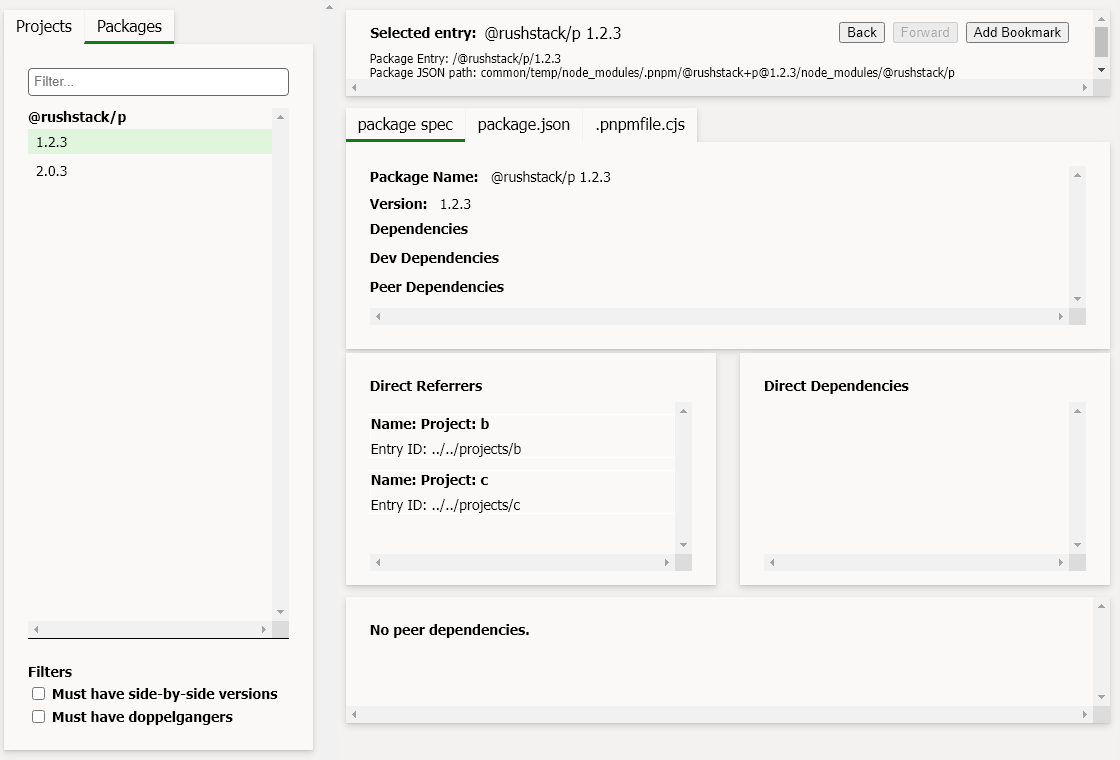 Projects
Packages
Filter...
@rushstack/p
1.2.3
2.0.3
Filters
Must have side-by-side versions
Must have doppelgangers
Selected entry: @rushstack/p 1.2.3
Back
Forward
Add Bookmark
Package Entry: /@rushstack/p/1.2.3
Package JSON path: common/temp/node_modules/.pnpm/@rushstack+p@1.2.3/node_modules/@rushstack/p
package spec
package.json
.pnpmfile.cjs
Package Name: @rushstack/p 1.2.3
Version: 1.2.3
Dependencies
Dev Dependencies
Peer Dependencies
Direct Referrers
Name: Project: b
Entry ID: ../../projects/b
Name: Project: c
Entry ID: ../../projects/c
Direct Dependencies
No peer dependencies.